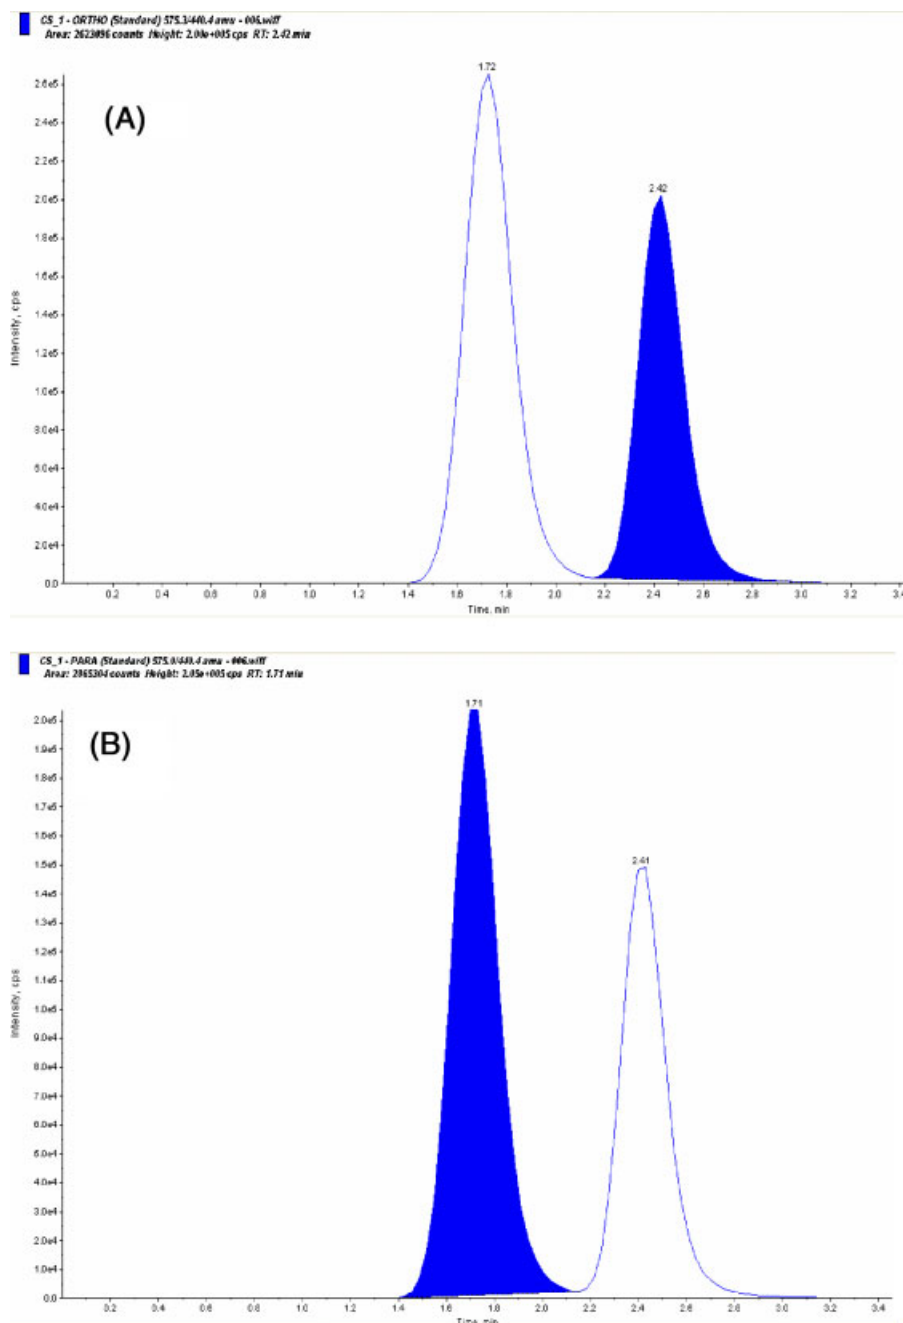 CS_1 - ORTHO (Standard) 575.3/440.4 amu - 006.wiff
Area: 2623096 counts Height: 2.00e+005 cps RT: 2.42 min
(A)
1.72
2.42
2.6e5
2.4e5
2.2e5
2.0e5
1.8e5
1.6e5
1.4e5
1.2e5
1.0e5
8.0e4
6.0e4
4.0e4
2.0e4
0.0
Intensity, cps
0.2 0.4 0.6 0.8 1.0 1.2 1.4 1.6 1.8 2.0 2.2 2.4 2.6 2.8 3.0 3.2 3.4
Time, min
CS_1 - PARA (Standard) 575.0/440.4 amu - 006.wiff
Area: 2865304 counts Height: 2.05e+005 cps RT: 1.71 min
(B)
1.71
2.41
2.0e5
1.9e5
1.8e5
1.7e5
1.6e5
1.5e5
1.4e5
1.3e5
1.2e5
1.1e5
1.0e5
9.0e4
8.0e4
7.0e4
6.0e4
5.0e4
4.0e4
3.0e4
2.0e4
1.0e4
0.0
Intensity, cps
0.2 0.4 0.6 0.8 1.0 1.2 1.4 1.6 1.8 2.0 2.2 2.4 2.6 2.8 3.0 3.2 3.4
Time, min